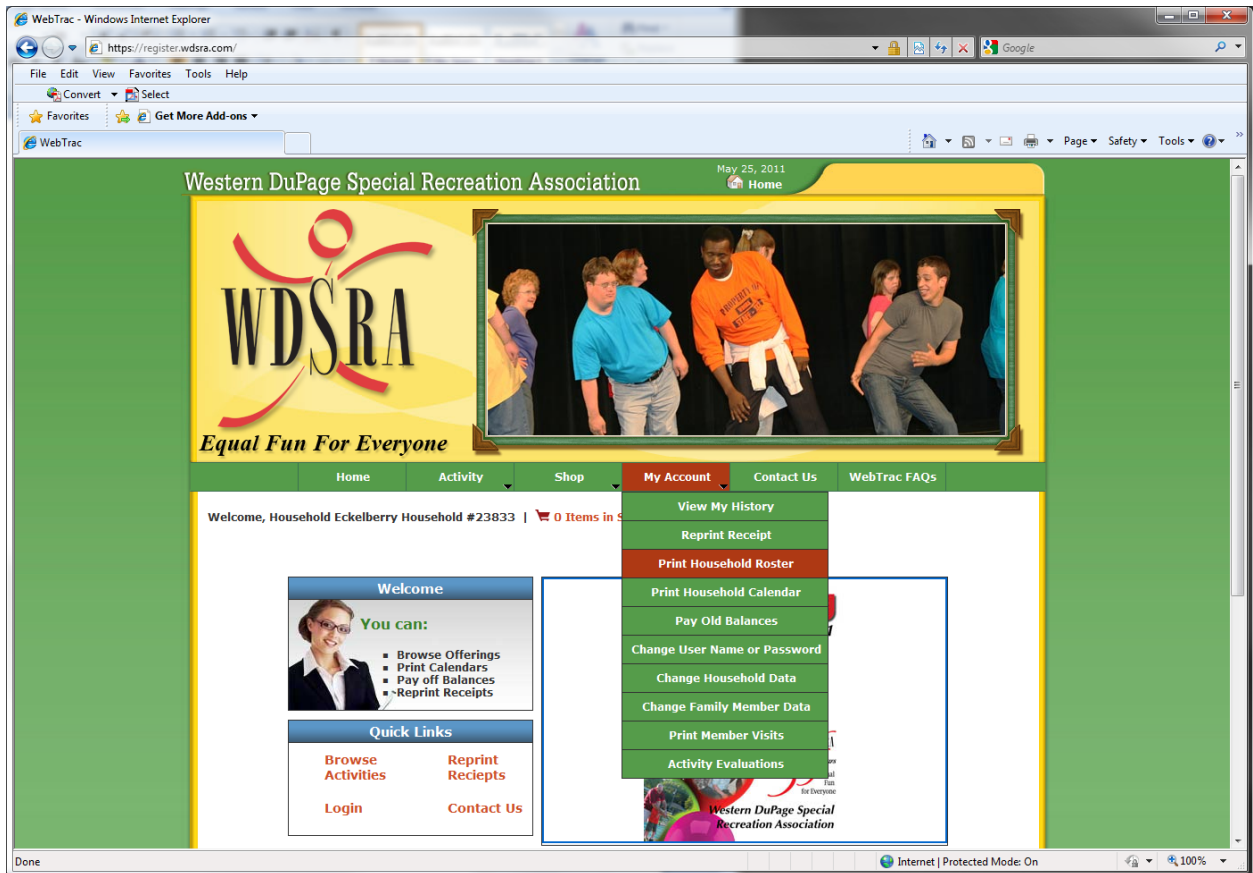 WebTrac - Windows Internet Explorer
https://register.wdsra.com/
Google
File Edit View Favorites Tools Help
Convert Select
Favorites Get More Add-ons
WebTrac
Page Safety Tools
Western DuPage Special Recreation Association
May 25, 2011
Home
PROPERTY OF
WDSRA
Equal Fun For Everyone
Home Activity Shop My Account Contact Us WebTrac FAQs
Welcome, Household Eckelberry Household #23833 | 0 Items in S
View My History
Reprint Receipt
Print Household Roster
Print Household Calendar
Pay Old Balances
Change User Name or Password
Change Household Data
Change Family Member Data
Print Member Visits
Activity Evaluations
Welcome
You can:
Browse Offerings
Print Calendars
Pay off Balances
Reprint Receipts
Quick Links
Browse Activities
Reprint Reciepts
Login
Contact Us
Fun
for Everyone
Western DuPage Special
Recreation Association
Done
Internet | Protected Mode: On
100%